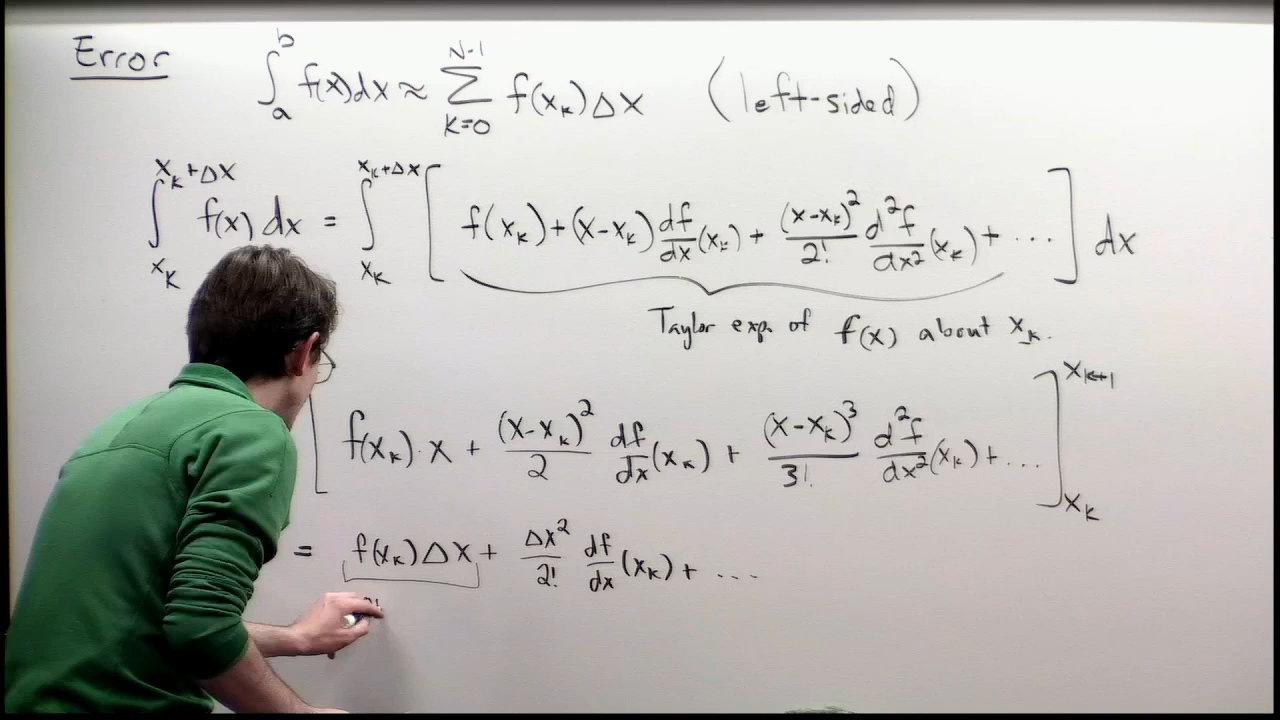 Error ∫_a^b f(x)dx ≈ Σ_{k=0}^{N-1} f(x_k)Δx (left-sided)
∫_{x_k}^{x_k+Δx} f(x) dx = ∫_{x_k}^{x_k+Δx} [ f(x_k) + (x-x_k) df/dx (x_k) + (x-x_k)^2/2! d^2f/dx^2 (x_k) + ... ] dx
Taylor exp. of f(x) about x_k.
[ f(x_k)·x + (x-x_k)^2/2 df/dx (x_k) + (x-x_k)^3/3! d^2f/dx^2 (x_k) + ... ]_{x_k}^{x_{k+1}}
= f(x_k)Δx + Δx^2/2! df/dx (x_k) + ...